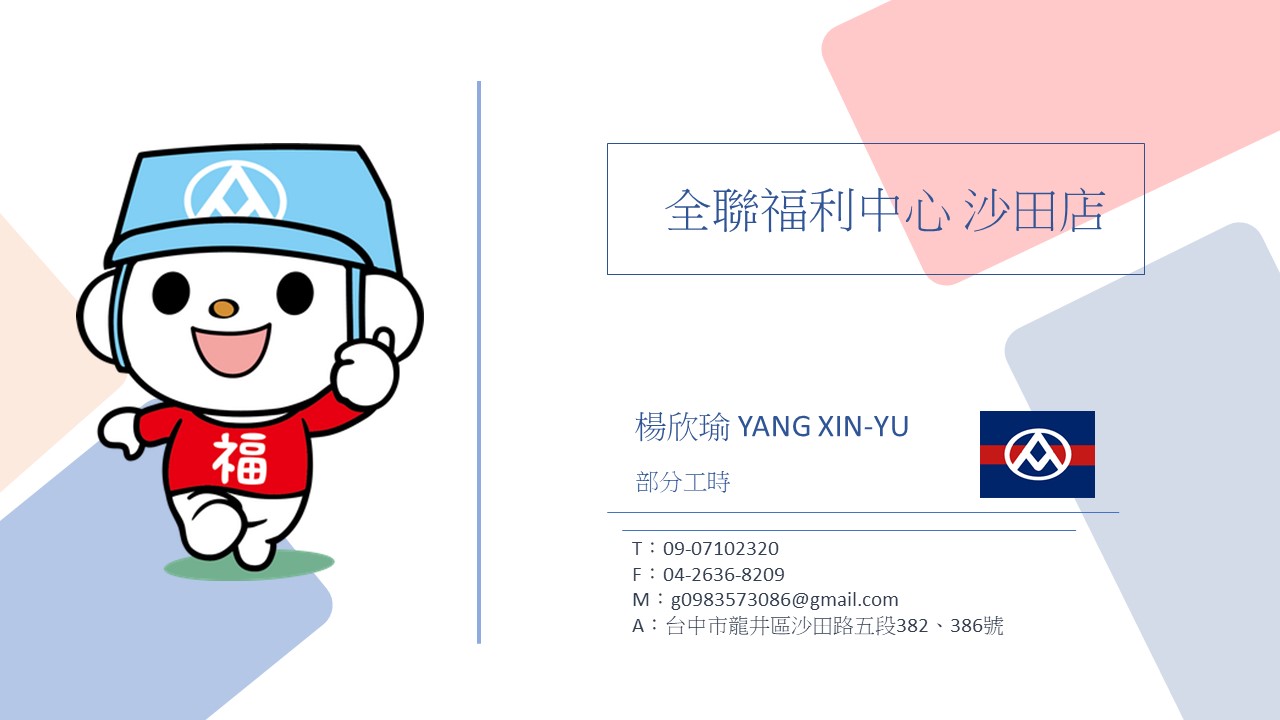 全聯福利中心 沙田店
福
楊欣瑜 YANG XIN-YU
部分工時
T：09-07102320
F：04-2636-8209
M：g0983573086@gmail.com
A：台中市龍井區沙田路五段382、386號